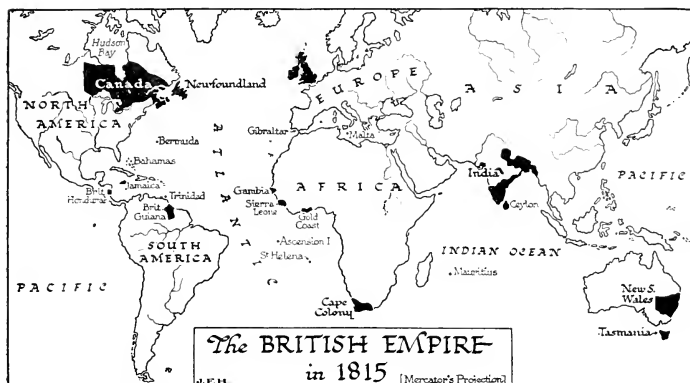 Hudson
Bay
Canada
Newfoundland
NORTH
AMERICA
Bermuda
Bahamas
Jamaica
Brit
Honduras
Trinidad
Brit
Guiana
SOUTH
AMERICA
PACIFIC
ATLANTIC
EUROPE
Gibraltar
Malta
AFRICA
Gambia
Sierra
Leone
Gold
Coast
Ascension I
St Helena
Cape
Colony
ASIA
India
Ceylon
PACIFIC
INDIAN OCEAN
Mauritius
New S.
Wales
Tasmania
The BRITISH EMPIRE
in 1815
J.F.H.
[Mercator's Projection]